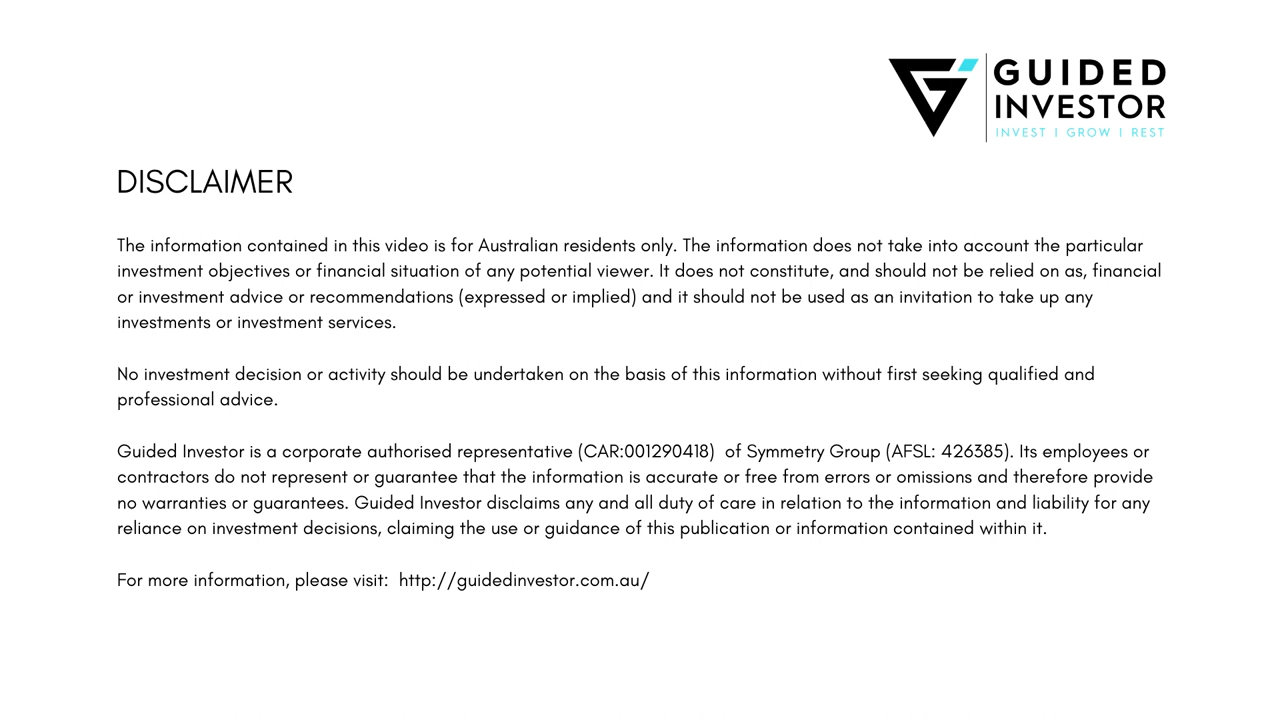 GUIDED
INVESTOR
INVEST | GROW | REST
DISCLAIMER
The information contained in this video is for Australian residents only. The information does not take into account the particular
investment objectives or financial situation of any potential viewer. It does not constitute, and should not be relied on as, financial
or investment advice or recommendations (expressed or implied) and it should not be used as an invitation to take up any
investments or investment services.
No investment decision or activity should be undertaken on the basis of this information without first seeking qualified and
professional advice.
Guided Investor is a corporate authorised representative (CAR:001290418)  of Symmetry Group (AFSL: 426385). Its employees or
contractors do not represent or guarantee that the information is accurate or free from errors or omissions and therefore provide
no warranties or guarantees. Guided Investor disclaims any and all duty of care in relation to the information and liability for any
reliance on investment decisions, claiming the use or guidance of this publication or information contained within it.
For more information, please visit:  http://guidedinvestor.com.au/